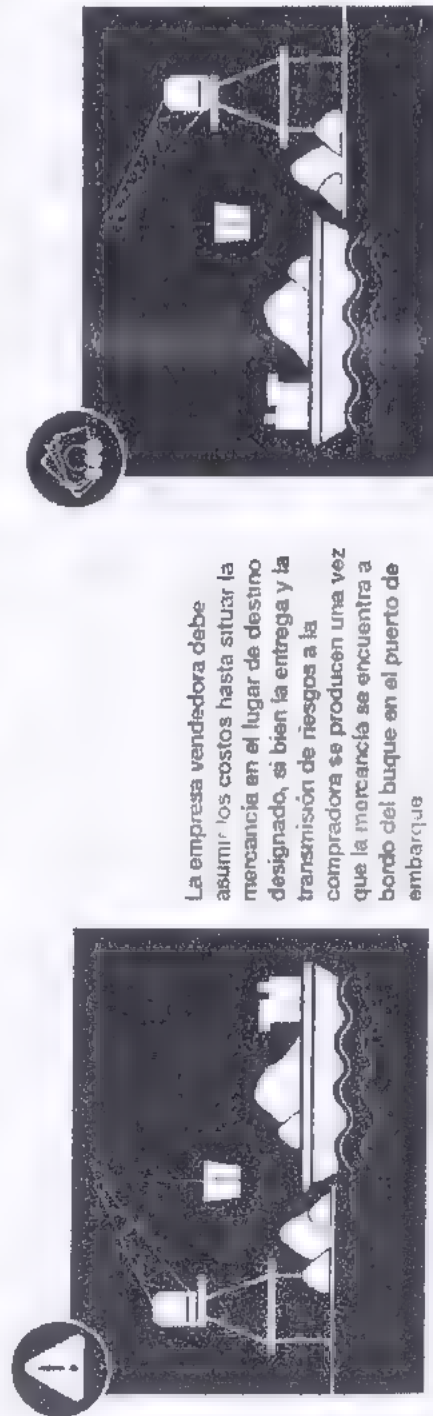 La empresa vendedora debe
asumir los costos hasta situar la
mercancía en el lugar de destino
designado, si bien la entrega y la
transmisión de riesgos a la
compradora se producen una vez
que la mercancía se encuentra a
bordo del buque en el puerto de
embarque